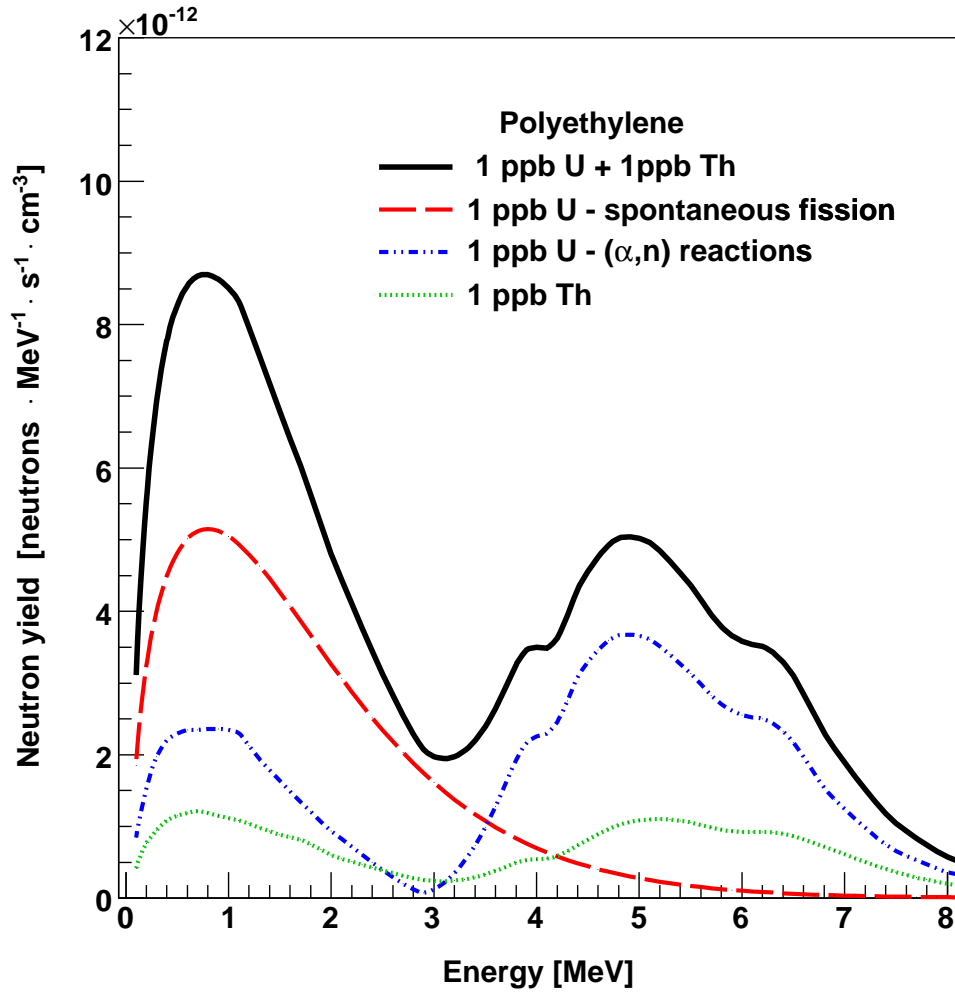 ×10-12
12
10
8
6
4
2
0
Neutron yield [neutrons · MeV-1 · s-1 · cm-3]
Polyethylene
1 ppb U + 1ppb Th
1 ppb U - spontaneous fission
1 ppb U - (α,n) reactions
1 ppb Th
0 1 2 3 4 5 6 7 8
Energy [MeV]